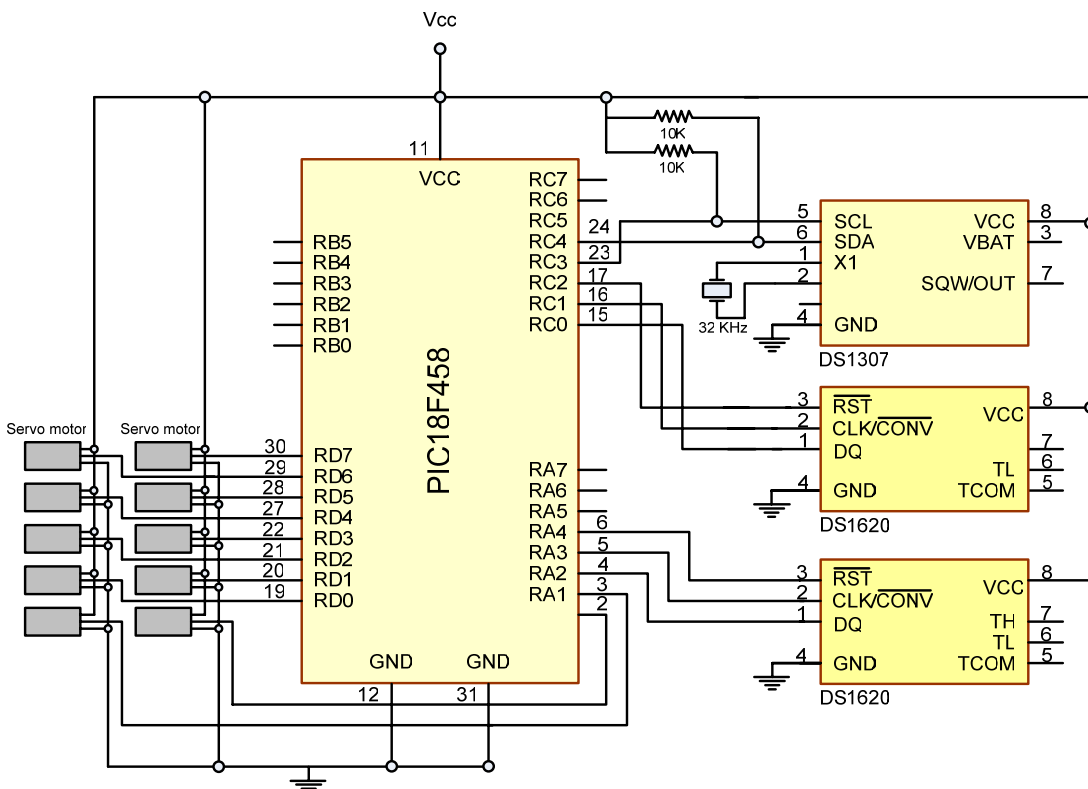 Vcc
10K
10K
11
VCC
RC7
RC6
RC5
24
RC4
23
RC3
17
RC2
16
RC1
15
RC0
RB5
RB4
RB3
RB2
RB1
RB0
PIC18F458
5 SCL VCC 8
6 SDA VBAT 3
1 X1
2 SQW/OUT 7
32 KHz
4 GND
DS1307
3 RST VCC 8
2 CLK/CONV
1 DQ 7
TL 6
4 GND TCOM 5
DS1620
Servo motor Servo motor
30 RD7
29 RD6
28 RD5
27 RD4
22 RD3
21 RD2
20 RD1
19 RD0
RA7
RA6
RA5
6
RA4
5
RA3
4
RA2
3
RA1
2
3 RST VCC 8
2 CLK/CONV
1 DQ TH 7
TL 6
4 GND TCOM 5
DS1620
GND GND
12 31